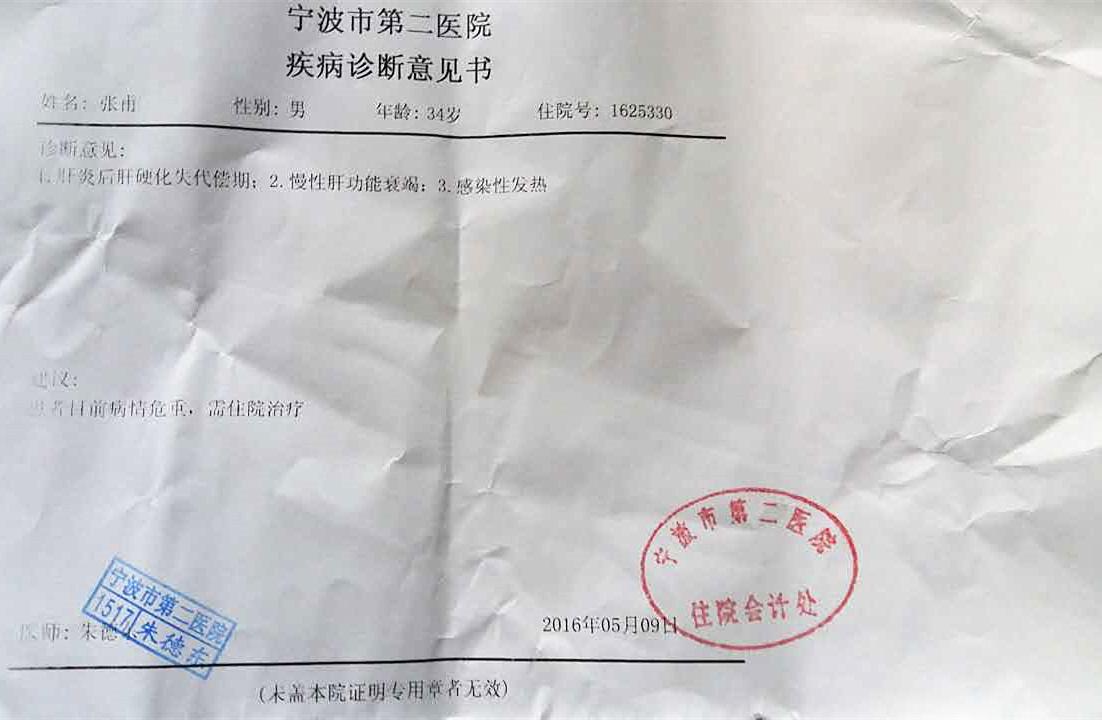 宁波市第二医院
疾病诊断意见书
姓名: 张甫 性别: 男 年龄: 34岁 住院号: 1625330
诊断意见:
1.肝炎后肝硬化失代偿期; 2.慢性肝功能衰竭; 3.感染性发热
建议:
患者目前病情危重, 需住院治疗
宁波市第二医院
住院会计处
宁波市第二医院
1517 朱德东
医师: 朱德
2016年05月09日
(未盖本院证明专用章者无效)